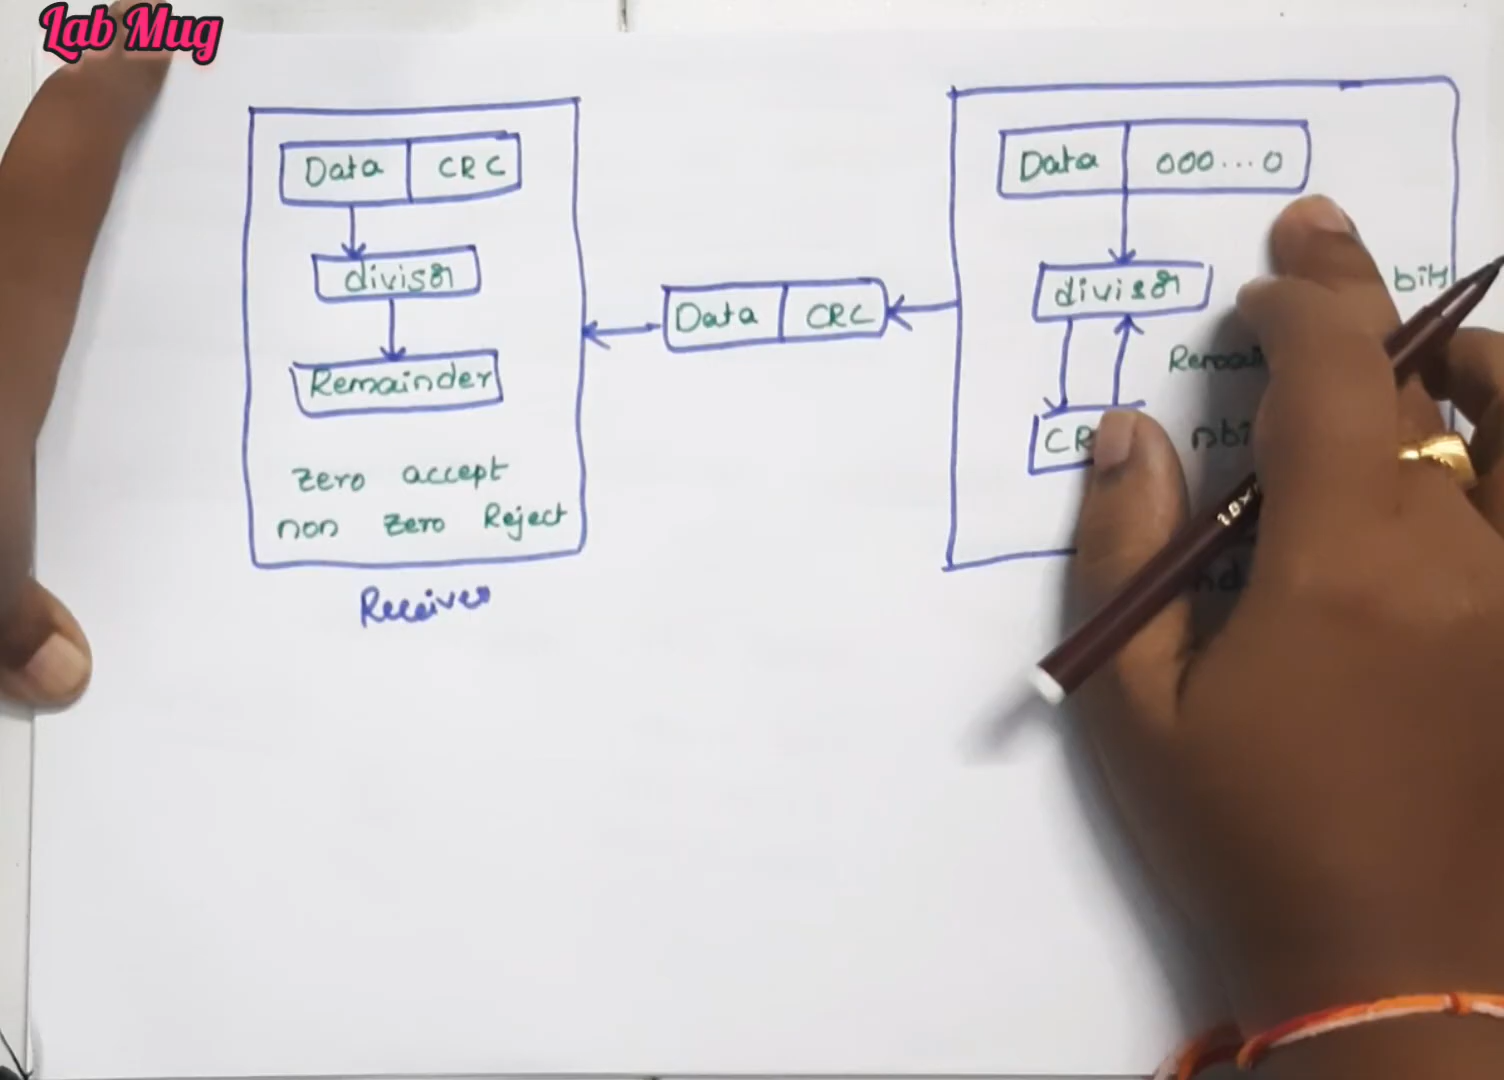 Lab Mug
Data CRC
divisor
Remainder
zero accept
non zero Reject
Receiver
Data CRC
Data 000...0
divisor
bits